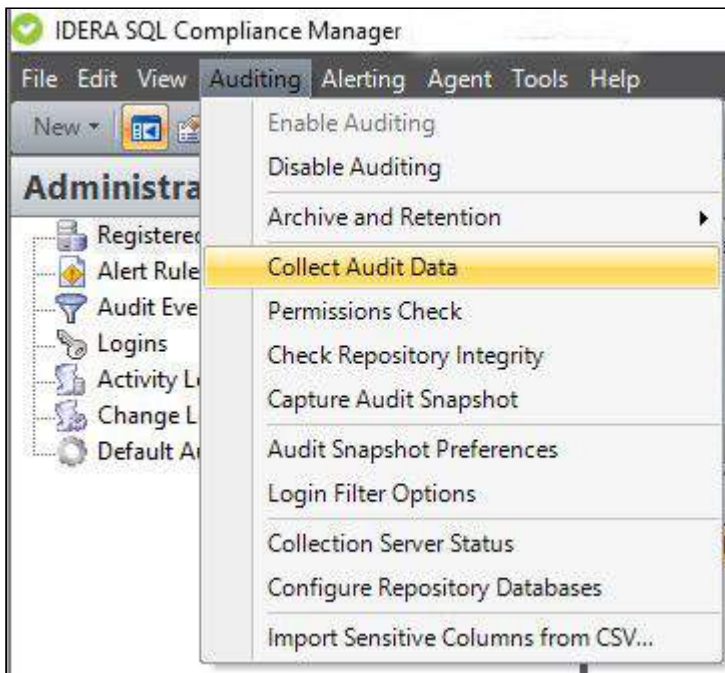 IDERA SQL Compliance Manager
File Edit View Auditing Alerting Agent Tools Help
New
Enable Auditing
Disable Auditing
Archive and Retention
Collect Audit Data
Permissions Check
Check Repository Integrity
Capture Audit Snapshot
Audit Snapshot Preferences
Login Filter Options
Collection Server Status
Configure Repository Databases
Import Sensitive Columns from CSV...
Administra
Registered
Alert Rule
Audit Eve
Logins
Activity L
Change L
Default A